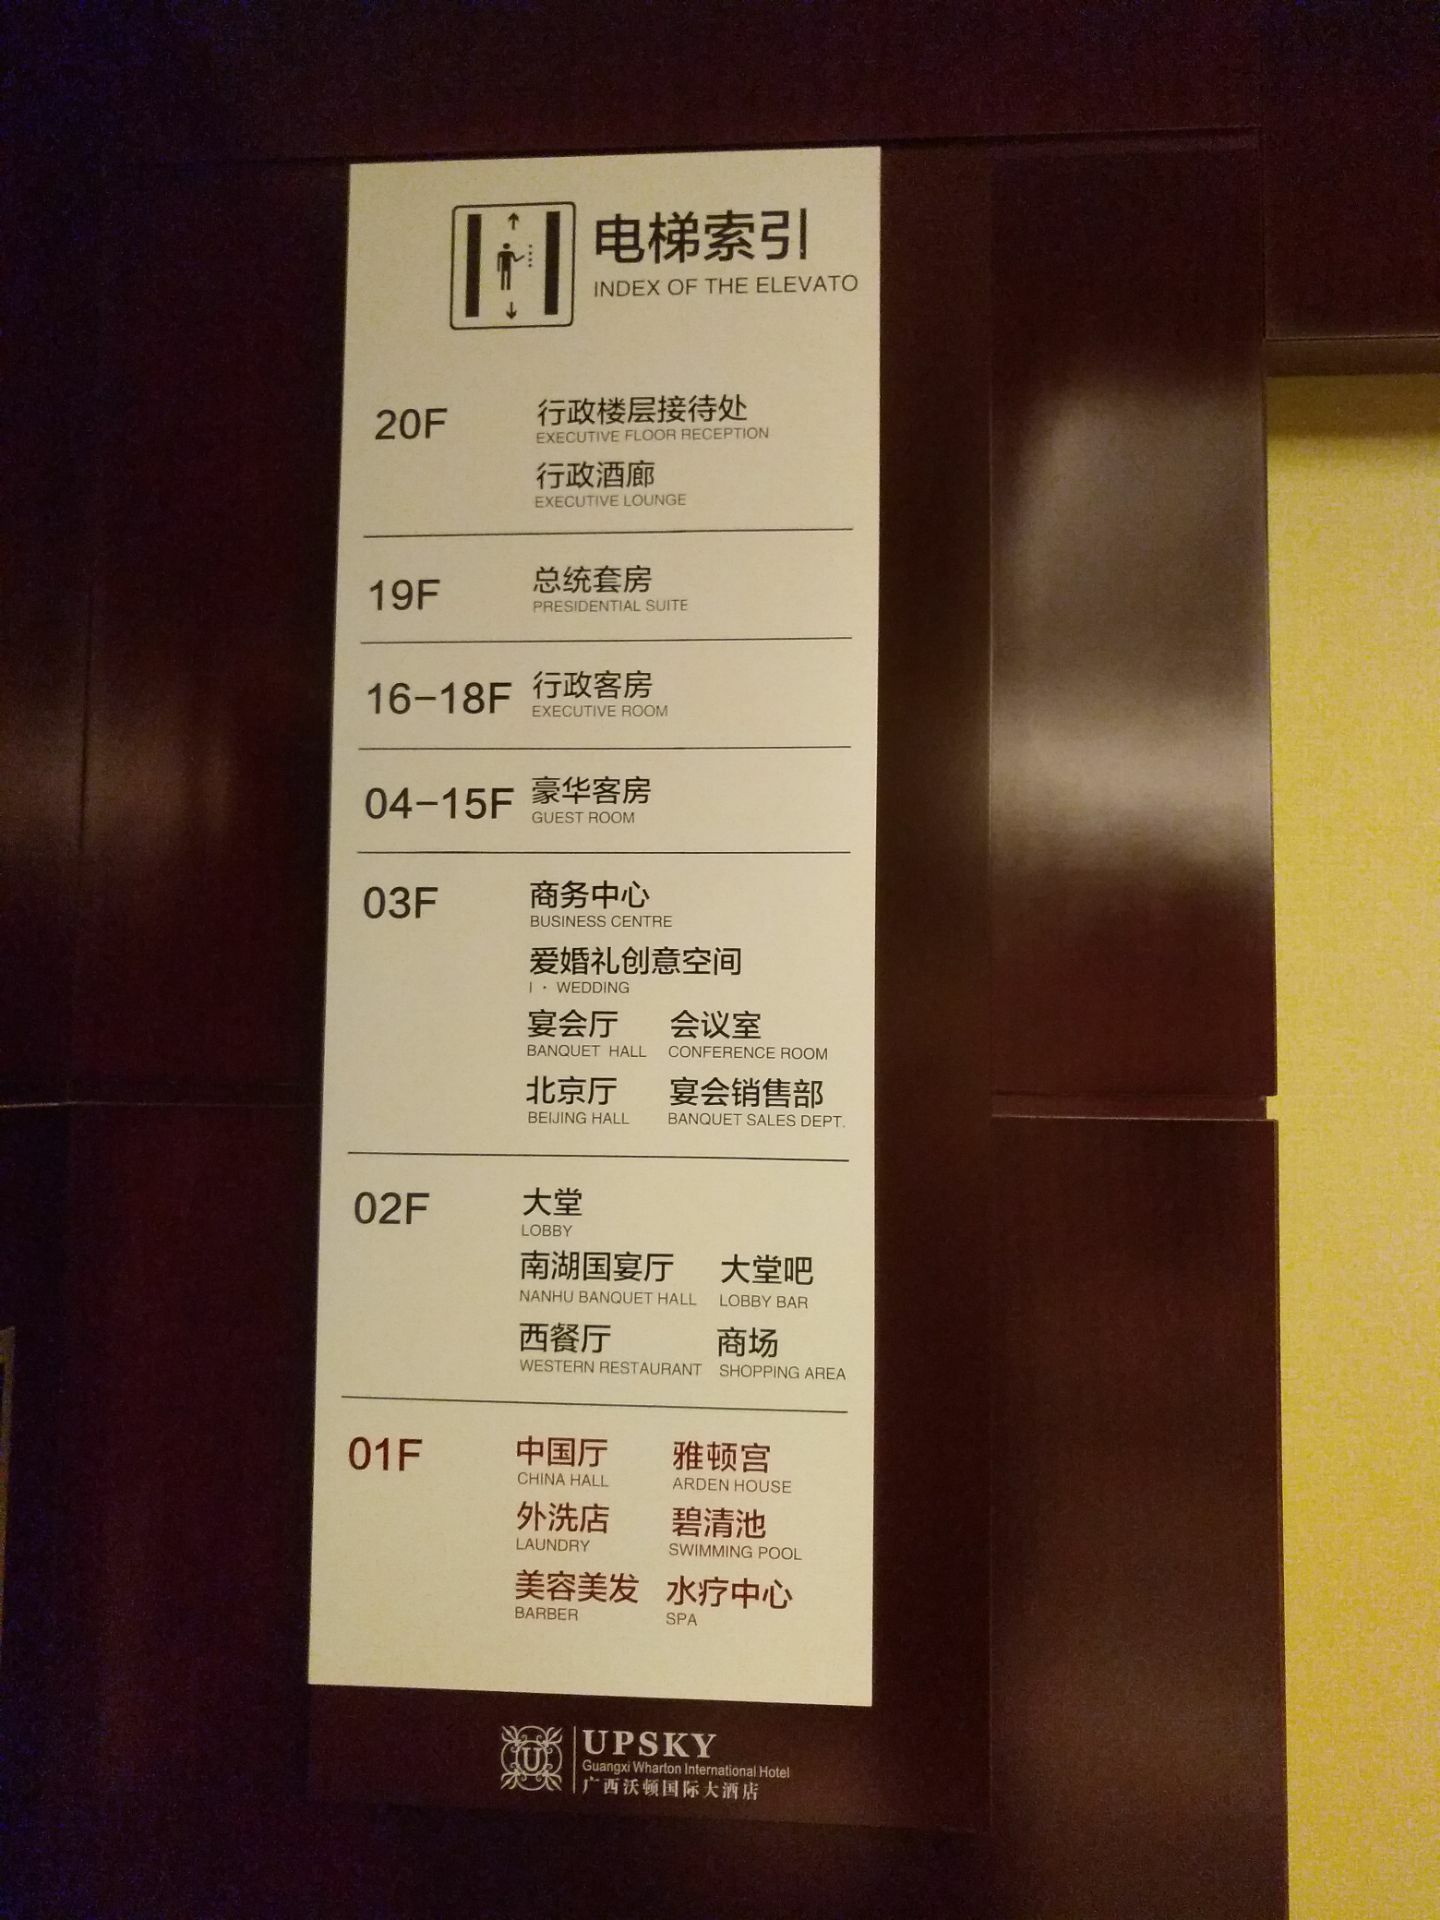 电梯索引
INDEX OF THE ELEVATO
20F 行政楼层接待处
EXECUTIVE FLOOR RECEPTION
行政酒廊
EXECUTIVE LOUNGE
19F 总统套房
PRESIDENTIAL SUITE
16-18F 行政客房
EXECUTIVE ROOM
04-15F 豪华客房
GUEST ROOM
03F 商务中心
BUSINESS CENTRE
爱婚礼创意空间
I · WEDDING
宴会厅 会议室
BANQUET HALL CONFERENCE ROOM
北京厅 宴会销售部
BEIJING HALL BANQUET SALES DEPT.
02F 大堂
LOBBY
南湖国宴厅 大堂吧
NANHU BANQUET HALL LOBBY BAR
西餐厅 商场
WESTERN RESTAURANT SHOPPING AREA
01F 中国厅 雅顿宫
CHINA HALL ARDEN HOUSE
外洗店 碧清池
LAUNDRY SWIMMING POOL
美容美发 水疗中心
BARBER SPA
U UPSKY
Guangxi Wharton International Hotel
广西沃顿国际大酒店